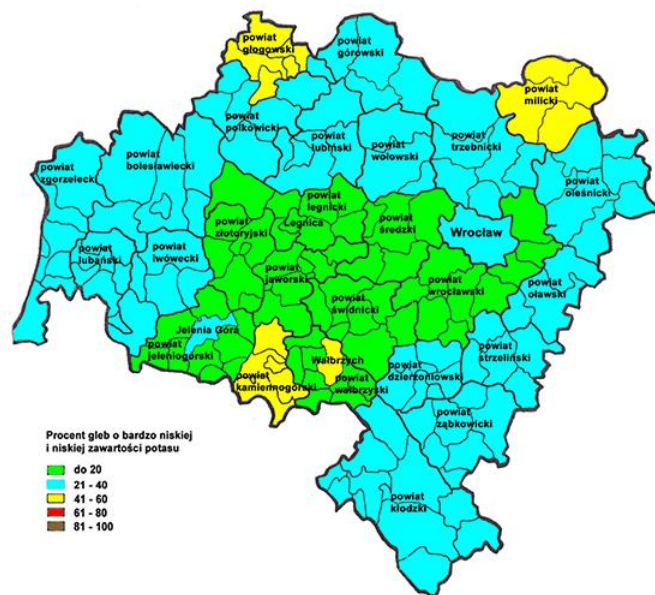 powiat
głogowski
powiat
górowski
powiat
milicki
powiat
polkowicki
powiat
lubiński
powiat
wołowski
powiat
trzebnicki
powiat
zgorzelecki
powiat
bolesławiecki
powiat
oleśnicki
powiat
legnicki
Legnica
powiat
złotoryjski
powiat
średzki
Wrocław
powiat
lubański
powiat
lwówecki
powiat
jaworski
powiat
wrocławski
powiat
oławski
powiat
świdnicki
Jelenia Góra
powiat
jeleniogórski
powiat
kamiennogórski
Wałbrzych
powiat
wałbrzyski
powiat
dzierżoniowski
powiat
strzeliński
powiat
ząbkowicki
powiat
kłodzki
Procent gleb o bardzo niskiej
i niskiej zawartości potasu
do 20
21 - 40
41 - 60
61 - 80
81 - 100